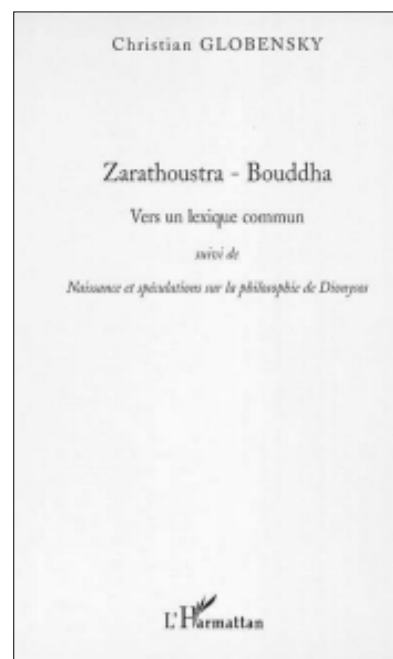 Christian GLOBENSKY
Zarathoustra - Bouddha
Vers un lexique commun
suivi de
Naissance et spéculations sur la philosophie de Dionysos
L'Harmattan